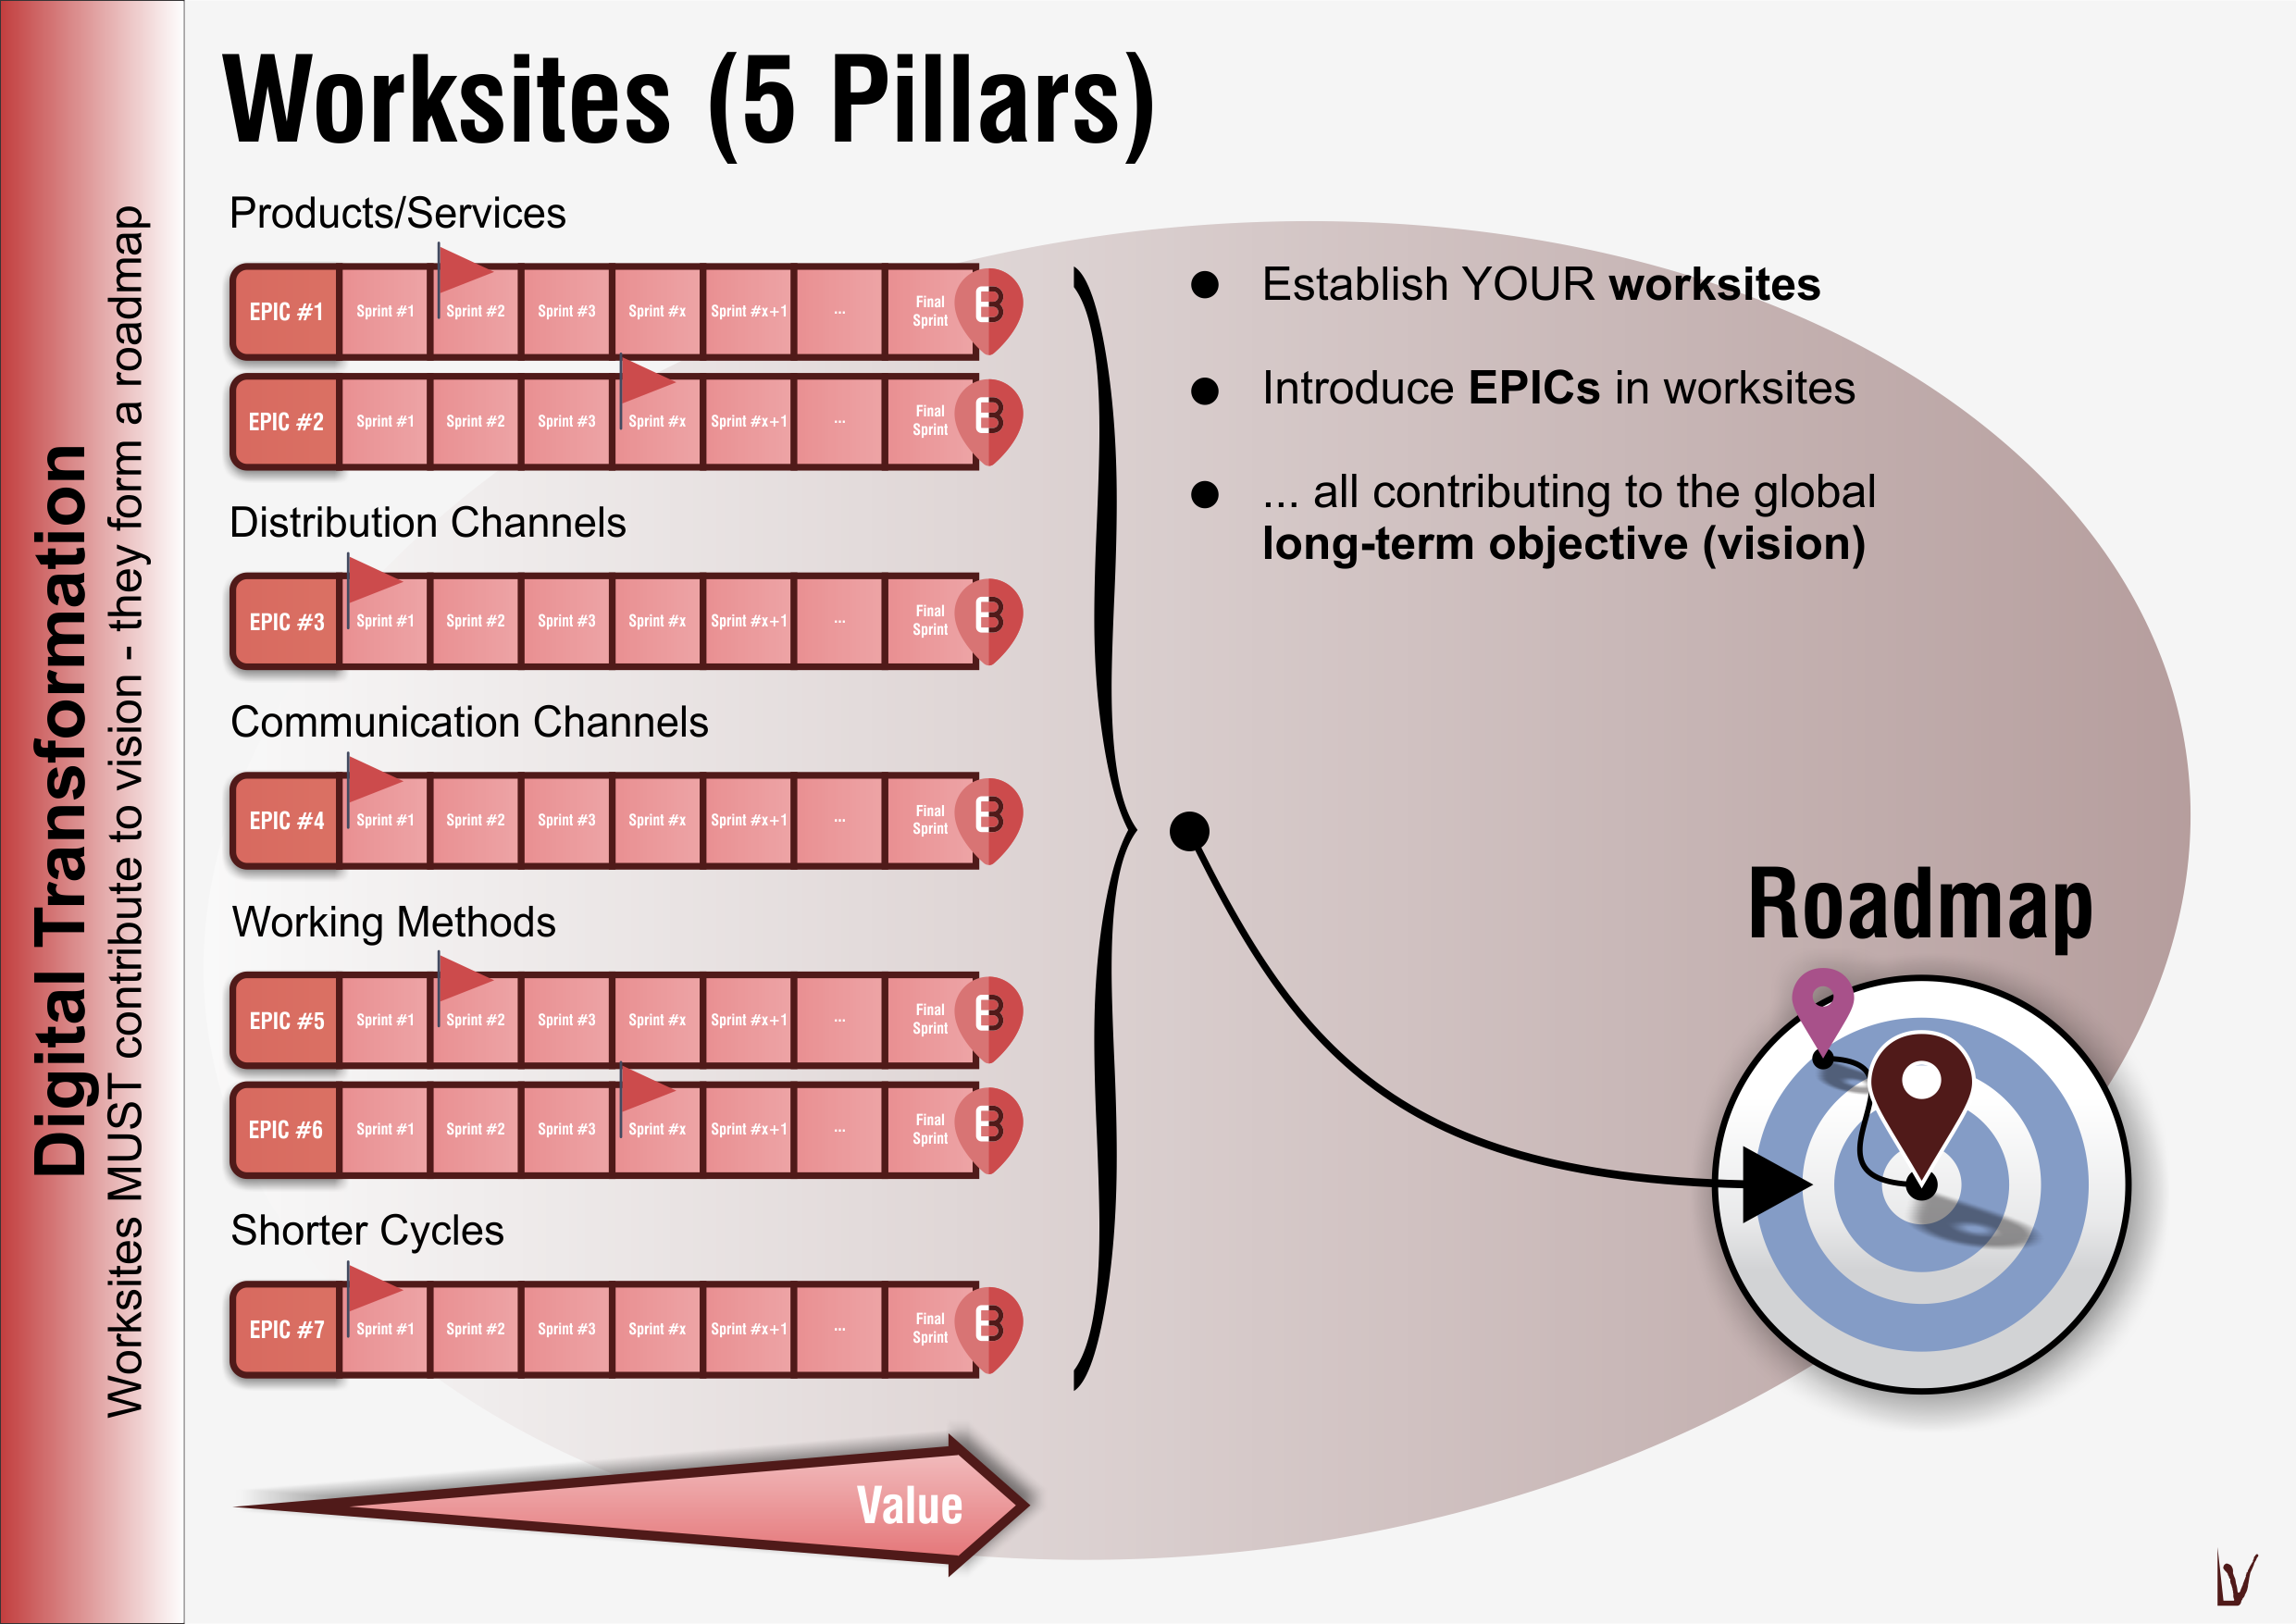 Digital Transformation
Worksites MUST contribute to vision - they form a roadmap
Worksites (5 Pillars)
Products/Services
EPIC #1 Sprint #1 Sprint #2 Sprint #3 Sprint #x Sprint #x+1 ... Final Sprint
EPIC #2 Sprint #1 Sprint #2 Sprint #3 Sprint #x Sprint #x+1 ... Final Sprint
Distribution Channels
EPIC #3 Sprint #1 Sprint #2 Sprint #3 Sprint #x Sprint #x+1 ... Final Sprint
Communication Channels
EPIC #4 Sprint #1 Sprint #2 Sprint #3 Sprint #x Sprint #x+1 ... Final Sprint
Working Methods
EPIC #5 Sprint #1 Sprint #2 Sprint #3 Sprint #x Sprint #x+1 ... Final Sprint
EPIC #6 Sprint #1 Sprint #2 Sprint #3 Sprint #x Sprint #x+1 ... Final Sprint
Shorter Cycles
EPIC #7 Sprint #1 Sprint #2 Sprint #3 Sprint #x Sprint #x+1 ... Final Sprint
Value
● Establish YOUR worksites
● Introduce EPICs in worksites
● ... all contributing to the global
long-term objective (vision)
Roadmap